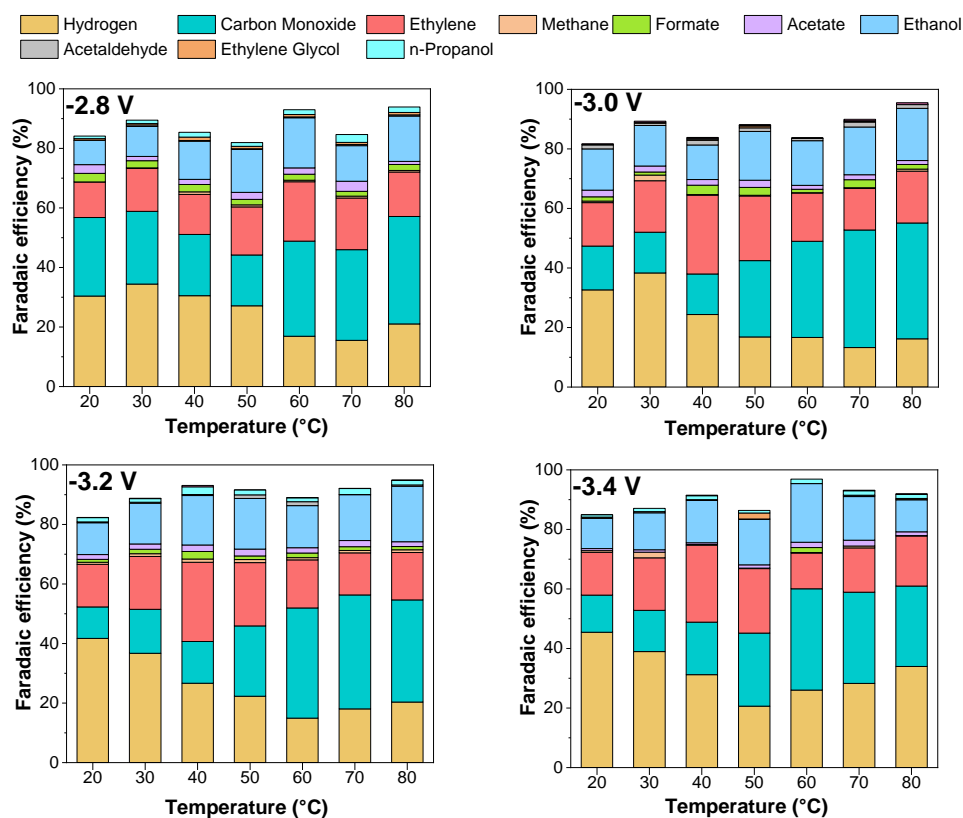 Hydrogen Carbon Monoxide Ethylene Methane Formate Acetate Ethanol
Acetaldehyde Ethylene Glycol n-Propanol
-2.8 V
Faradaic efficiency (%)
100
80
60
40
20
0
20 30 40 50 60 70 80
Temperature (°C)
-3.0 V
Faradaic efficiency (%)
100
80
60
40
20
0
20 30 40 50 60 70 80
Temperature (°C)
-3.2 V
Faradaic efficiency (%)
100
80
60
40
20
0
20 30 40 50 60 70 80
Temperature (°C)
-3.4 V
Faradaic efficiency (%)
100
80
60
40
20
0
20 30 40 50 60 70 80
Temperature (°C)